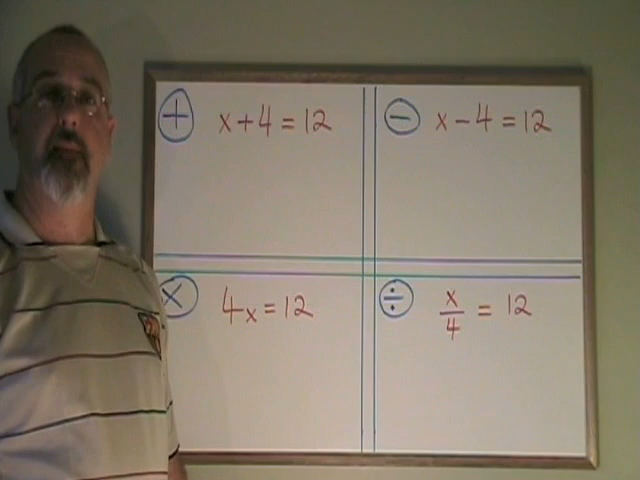 + x + 4 = 12
− x − 4 = 12
× 4x = 12
÷ x/4 = 12